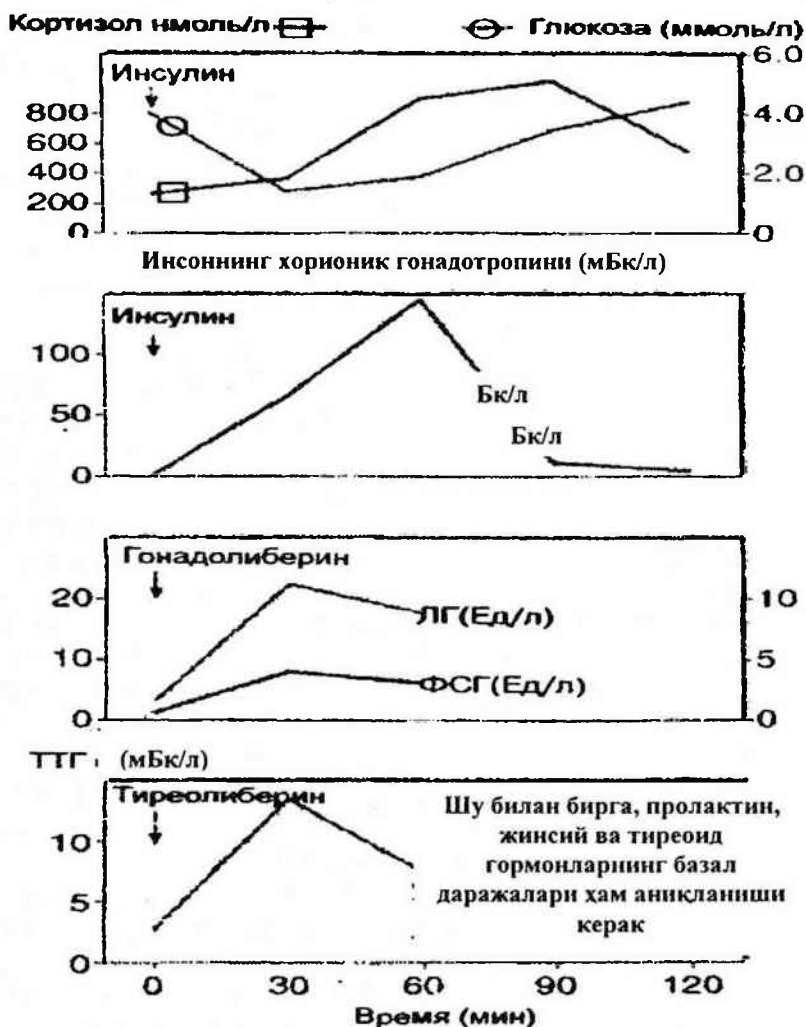 Кортизол нмоль/л
Глюкоза (ммоль/л)
Инсулин
6.0
800
600
400
200
0
4.0
2.0
0
Инсоннинг хорионик гонадотропини (мБк/л)
Инсулин
100
50
0
Бк/л
Бк/л
Гонадолиберин
20
10
0
ЛГ(Ед/л)
ФСГ(Ед/л)
10
5
0
ТТГ (мБк/л)
Тиреолиберин
10
5
0
Шу билан бирга, пролактин,
жинсий ва тиреоид
гормонларнинг базал
даражалари ҳам аниқланиши
керак
0 30 60 90 120
Время (мин)